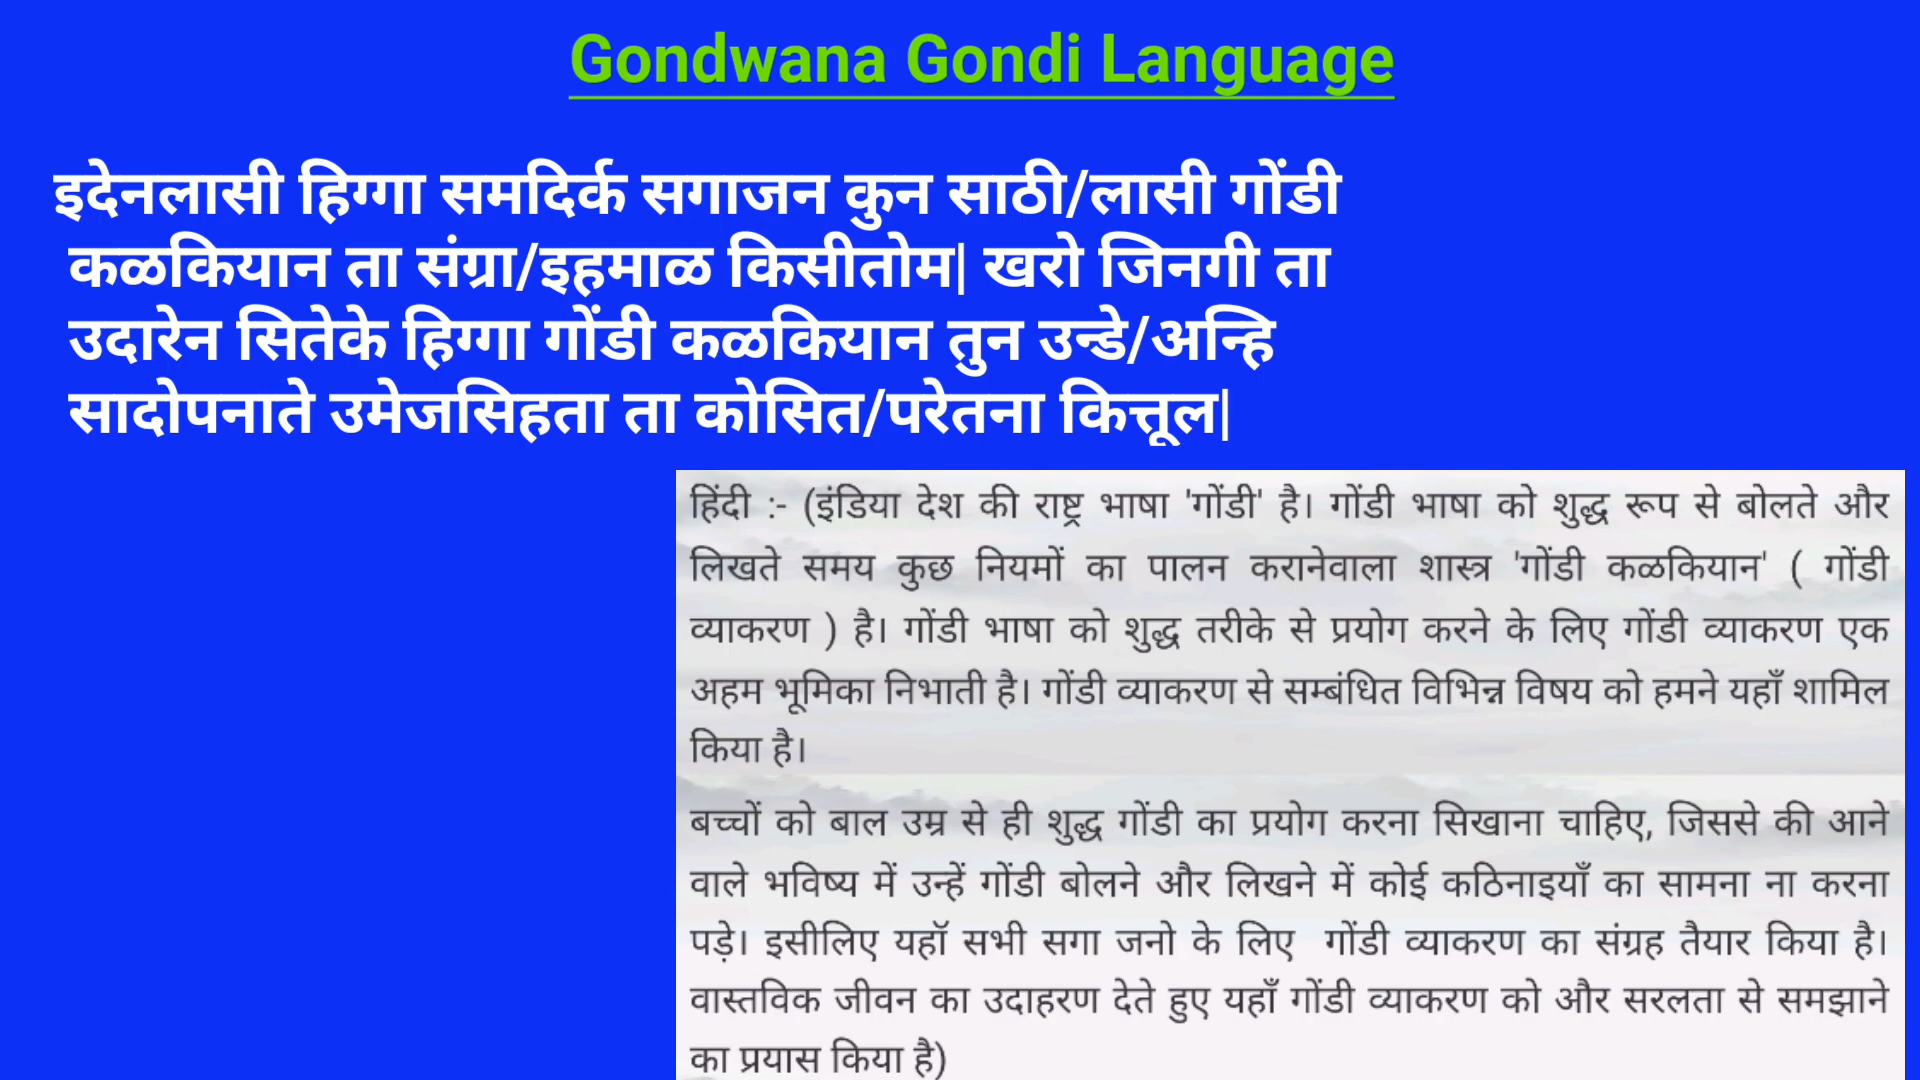 Gondwana Gondi Language
इदेनलासी हिग्गा समदिर्क सगाजन कुन साठी/लासी गोंडी
कळकियान ता संग्रा/इहमाळ किसीतोम| खरो जिनगी ता
उदारेन सितेके हिग्गा गोंडी कळकियान तुन उन्डे/अन्हि
सादोपनाते उमेजसिहता ता कोसित/परेतना कित्तूल|
हिंदी :- (इंडिया देश की राष्ट्र भाषा 'गोंडी' है। गोंडी भाषा को शुद्ध रूप से बोलते और
लिखते समय कुछ नियमों का पालन करानेवाला शास्त्र 'गोंडी कळकियान' ( गोंडी
व्याकरण ) है। गोंडी भाषा को शुद्ध तरीके से प्रयोग करने के लिए गोंडी व्याकरण एक
अहम भूमिका निभाती है। गोंडी व्याकरण से सम्बंधित विभिन्न विषय को हमने यहाँ शामिल
किया है।
बच्चों को बाल उम्र से ही शुद्ध गोंडी का प्रयोग करना सिखाना चाहिए, जिससे की आने
वाले भविष्य में उन्हें गोंडी बोलने और लिखने में कोई कठिनाइयाँ का सामना ना करना
पड़े। इसीलिए यहॉ सभी सगा जनो के लिए गोंडी व्याकरण का संग्रह तैयार किया है।
वास्तविक जीवन का उदाहरण देते हुए यहाँ गोंडी व्याकरण को और सरलता से समझाने
का प्रयास किया है)